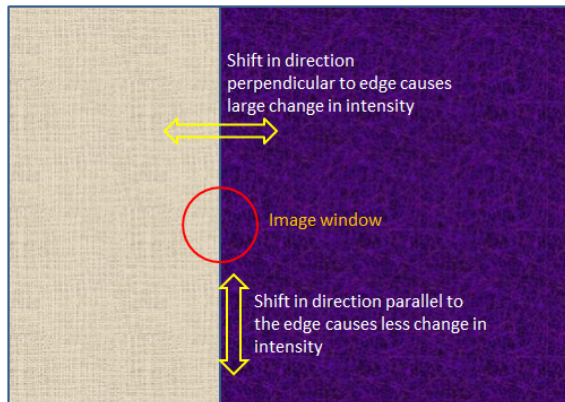 Shift in direction
perpendicular to edge causes
large change in intensity
Image window
Shift in direction parallel to
the edge causes less change in
intensity